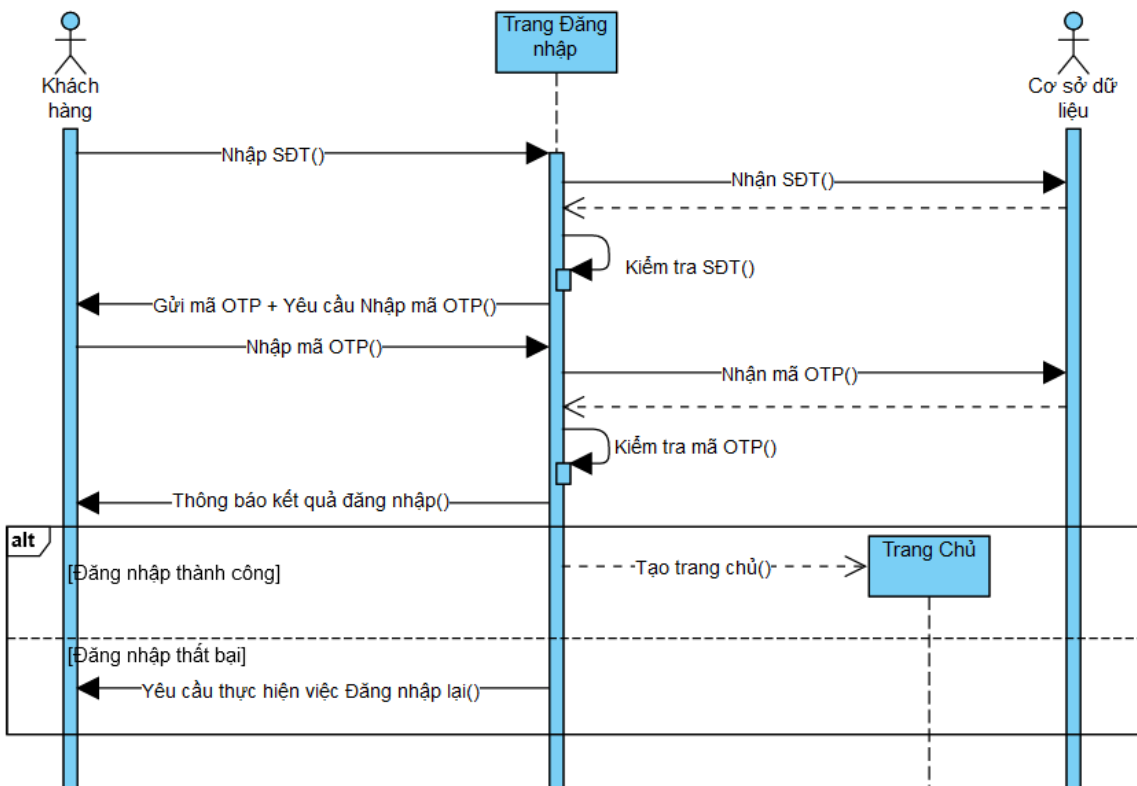 Trang Đăng
nhập
Khách
hàng
Cơ sở dữ
liệu
Nhập SĐT()
Nhận SĐT()
Kiểm tra SĐT()
Gửi mã OTP + Yêu cầu Nhập mã OTP()
Nhập mã OTP()
Nhận mã OTP()
Kiểm tra mã OTP()
Thông báo kết quả đăng nhập()
alt
Trang Chủ
[Đăng nhập thành công]
Tạo trang chủ()
[Đăng nhập thất bại]
Yêu cầu thực hiện việc Đăng nhập lại()